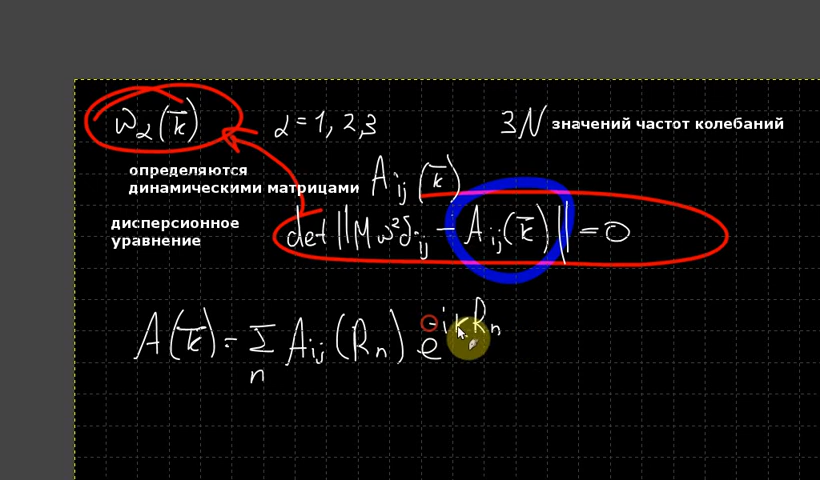 ω₂(k̄) α = 1, 2,3 3N значений частот колебаний
определяются
динамическими матрицами A_ij(k̄)
дисперсионное
уравнение
det ||Mω²δ_ij − A_ij(k̄)|| = 0
A(k̄) = Σ_n A_ij(R_n) e^{-ikR_n}